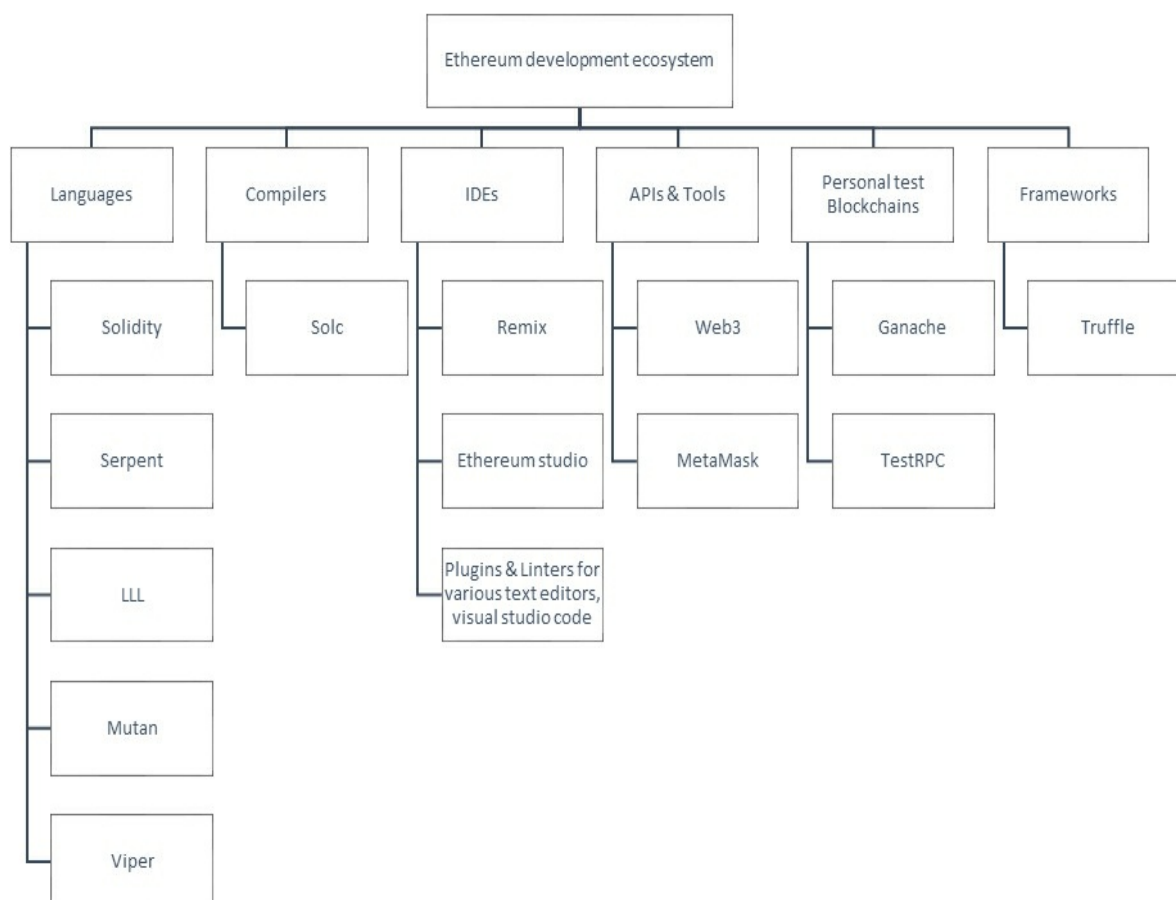 Ethereum development ecosystem
Languages
Compilers
IDEs
APIs & Tools
Personal test
Blockchains
Frameworks
Solidity
Solc
Remix
Web3
Ganache
Truffle
Serpent
Ethereum studio
MetaMask
TestRPC
LLL
Plugins & Linters for
various text editors,
visual studio code
Mutan
Viper